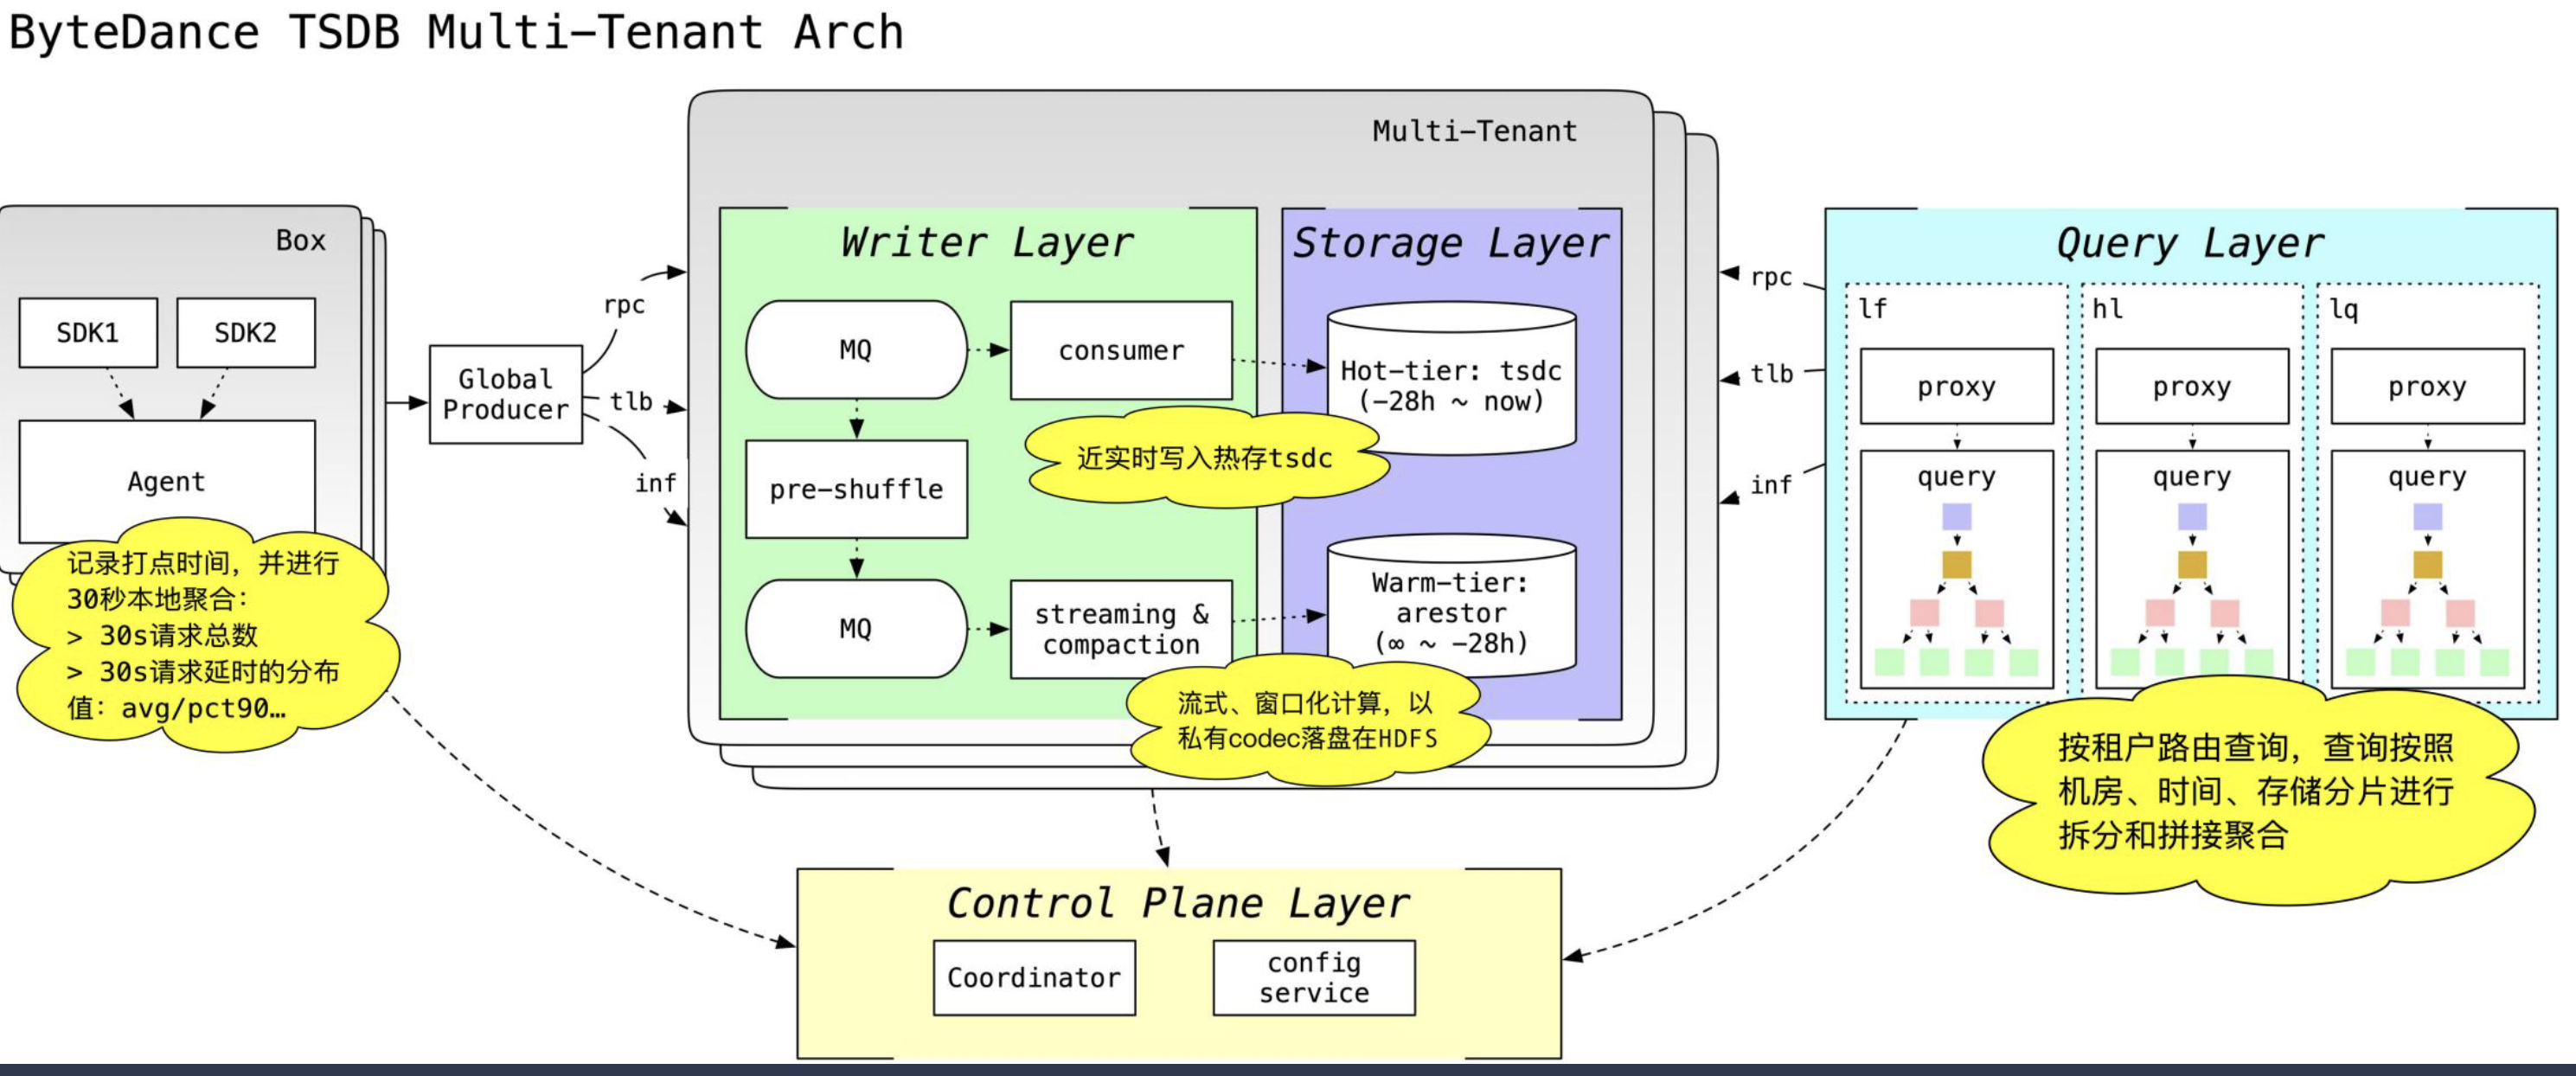 ByteDance TSDB Multi-Tenant Arch
Box
SDK1
SDK2
Agent
记录打点时间，并进行
30秒本地聚合：
> 30s请求总数
> 30s请求延时的分布
值：avg/pct90…
Global
Producer
rpc
tlb
inf
Multi-Tenant
Writer Layer
MQ
consumer
pre-shuffle
MQ
streaming &
compaction
近实时写入热存tsdc
Storage Layer
Hot-tier: tsdc
(-28h ~ now)
Warm-tier:
arestor
(∞ ~ -28h)
流式、窗口化计算，以
私有codec落盘在HDFS
rpc
tlb
inf
Query Layer
lf
proxy
query
hl
proxy
query
lq
proxy
query
按租户路由查询，查询按照
机房、时间、存储分片进行
拆分和拼接聚合
Control Plane Layer
Coordinator
config
service